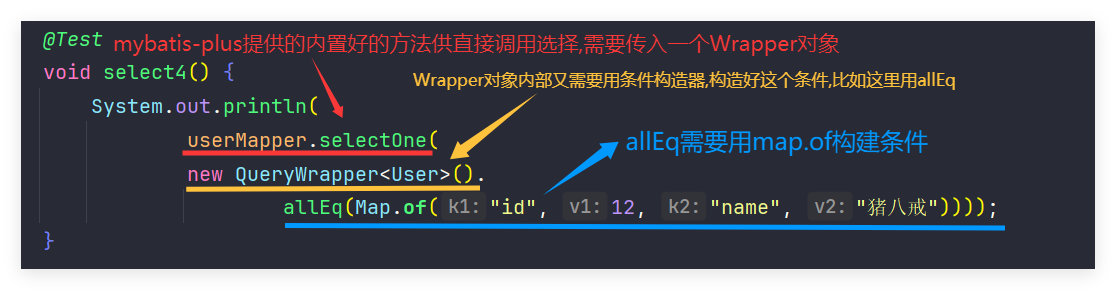 @Test mybatis-plus提供的内置好的方法供直接调用选择,需要传入一个Wrapper对象
void select4() {
Wrapper对象内部又需要用条件构造器,构造好这个条件,比如这里用allEq
System.out.println(
userMapper.selectOne(
allEq需要用map.of构建条件
new QueryWrapper<User>().
allEq(Map.of( k1: "id", v1: 12, k2: "name", v2: "猪八戒"))));
}